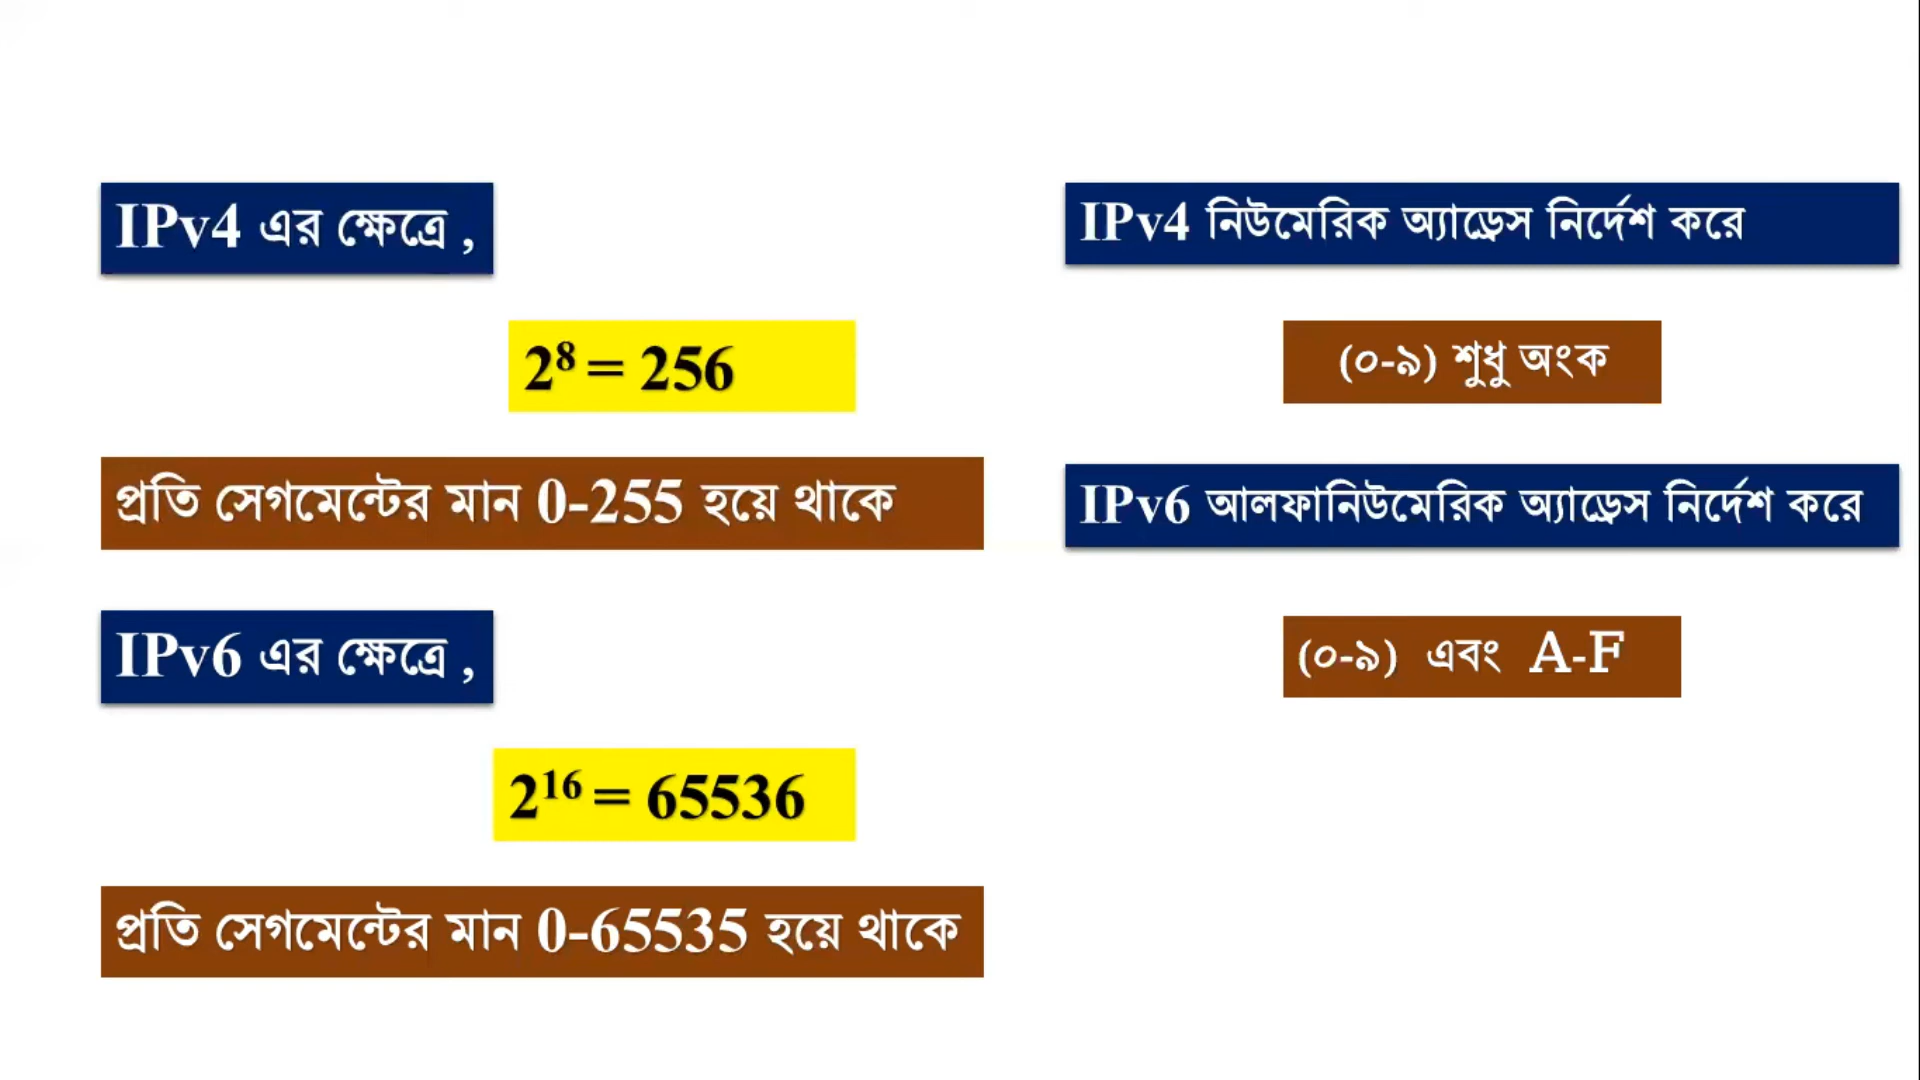 IPv4 এর ক্ষেত্রে ,
2⁸ = 256
প্রতি সেগমেন্টের মান 0-255 হয়ে থাকে
IPv6 এর ক্ষেত্রে ,
2¹⁶ = 65536
প্রতি সেগমেন্টের মান 0-65535 হয়ে থাকে
IPv4 নিউমেরিক অ্যাড্রেস নির্দেশ করে
(০-৯) শুধু অংক
IPv6 আলফানিউমেরিক অ্যাড্রেস নির্দেশ করে
(০-৯) এবং A-F